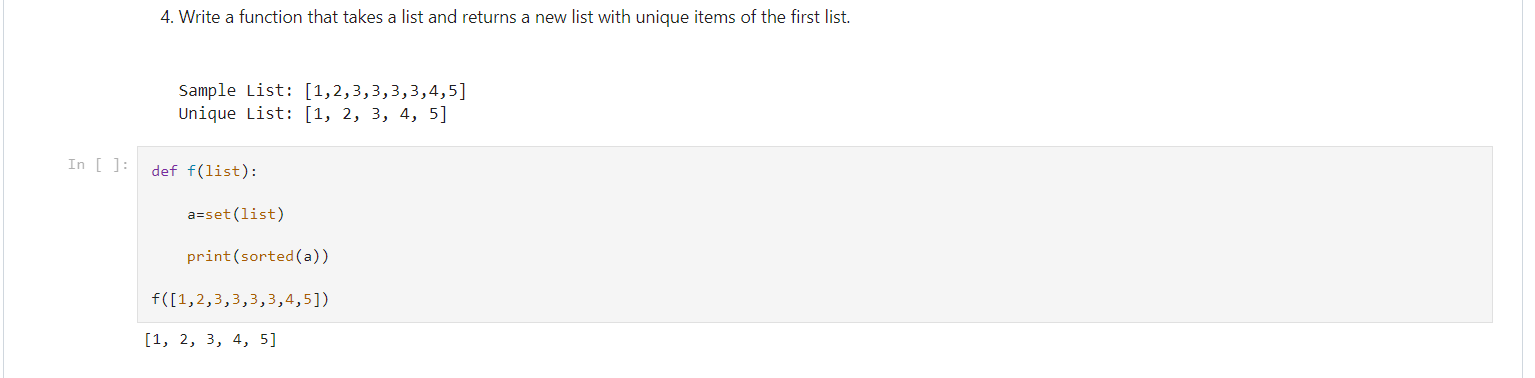 4. Write a function that takes a list and returns a new list with unique items of the first list.
Sample List: [1,2,3,3,3,3,4,5]
Unique List: [1, 2, 3, 4, 5]
In [ ]:
def f(list):
a=set(list)
print(sorted(a))
f([1,2,3,3,3,3,4,5])
[1, 2, 3, 4, 5]